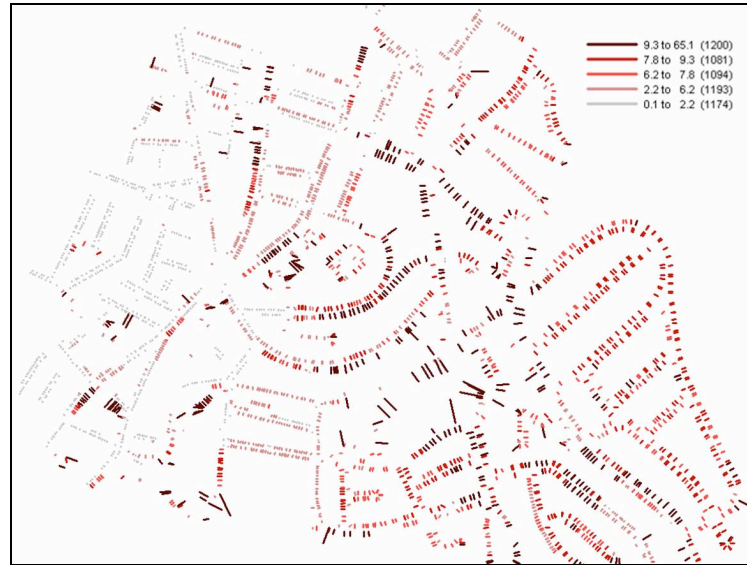 9.3 to 65.1 (1200)
7.8 to 9.3 (1081)
6.2 to 7.8 (1094)
2.2 to 6.2 (1193)
0.1 to 2.2 (1174)